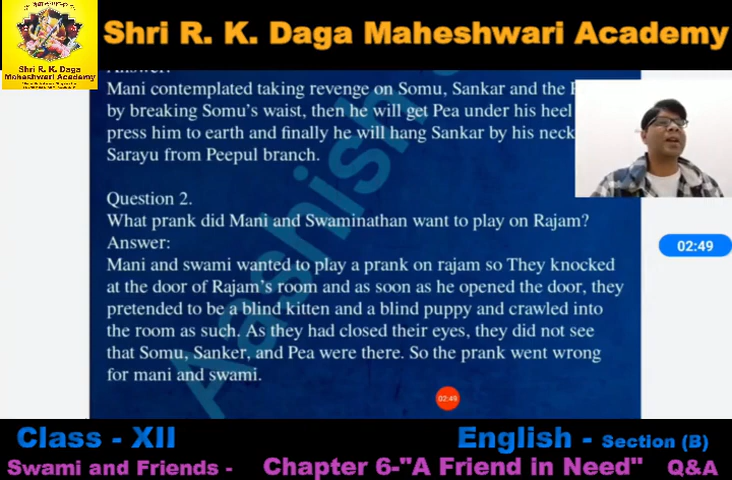 Shri R. K. Daga Maheshwari Academy
Shri R. K. Daga
Maheshwari Academy
Answer:
Mani contemplated taking revenge on Somu, Sankar and the
by breaking Somu's waist, then he will get Pea under his heel
press him to earth and finally he will hang Sankar by his neck
Sarayu from Peepul branch.
Question 2.
What prank did Mani and Swaminathan want to play on Rajam?
Answer:
Mani and swami wanted to play a prank on rajam so They knocked
at the door of Rajam's room and as soon as he opened the door, they
pretended to be a blind kitten and a blind puppy and crawled into
the room as such. As they had closed their eyes, they did not see
that Somu, Sanker, and Pea were there. So the prank went wrong
for mani and swami.
02:49
02:49
Class - XII
English - Section (B)
Swami and Friends - Chapter 6-"A Friend in Need" Q&A